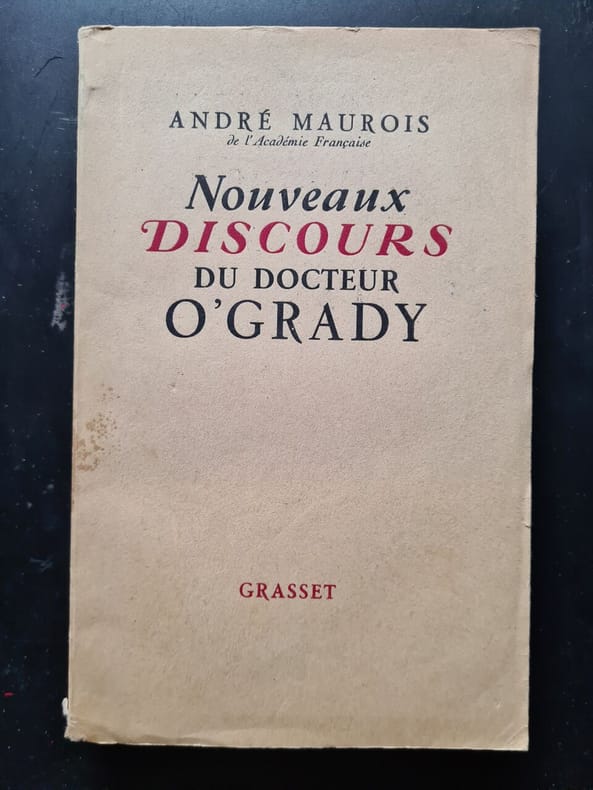 ANDRÉ MAUROIS
de l'Académie Française
Nouveaux
DISCOURS
DU DOCTEUR
O'GRADY
GRASSET